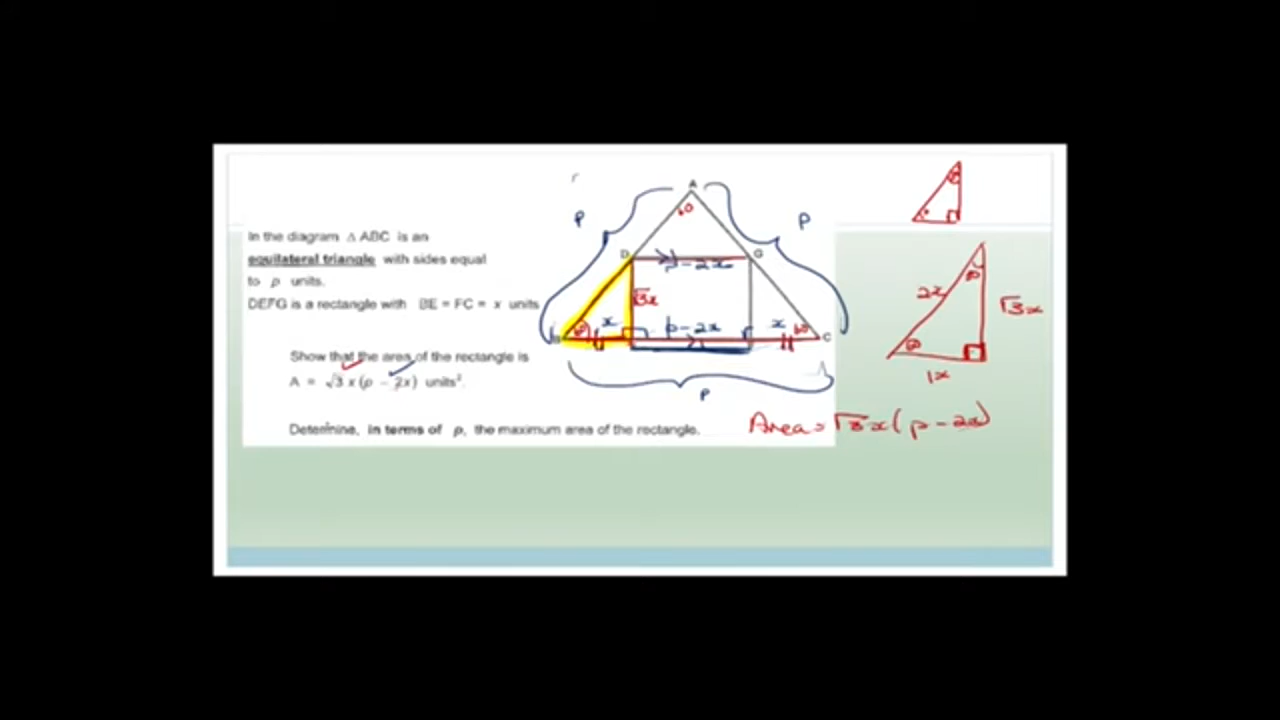 In the diagram Δ ABC is an
equilateral triangle with sides equal
to p units.
DEFG is a rectangle with BE = FC = x units
Show that the area of the rectangle is
A = √3 x (p − 2x) units².
Determine, in terms of p, the maximum area of the rectangle.
A
60
P
P
D
G
p-2x
√3x
x
p-2x
x
60
60
B
C
P
2x
√3x
60
1x
Area = √3x(p-2x)